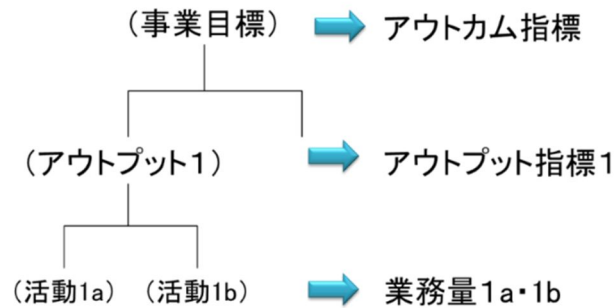 (事業目標) アウトカム指標
(アウトプット1) アウトプット指標1
(活動1a) (活動1b) 業務量1a・1b